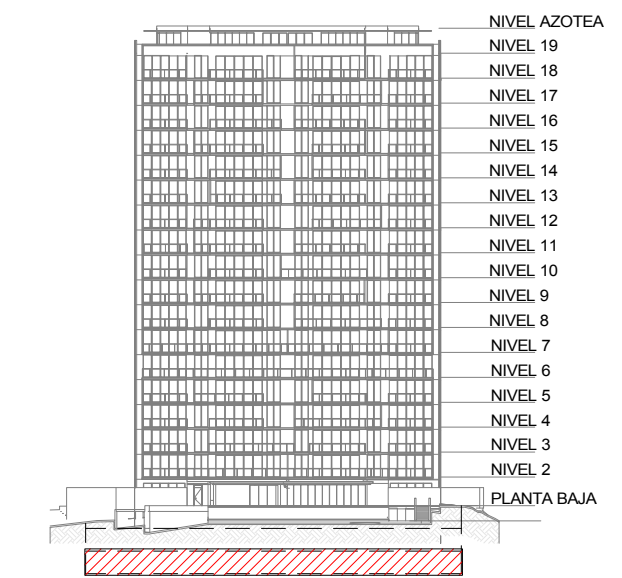 NIVEL AZOTEA
NIVEL 19
NIVEL 18
NIVEL 17
NIVEL 16
NIVEL 15
NIVEL 14
NIVEL 13
NIVEL 12
NIVEL 11
NIVEL 10
NIVEL 9
NIVEL 8
NIVEL 7
NIVEL 6
NIVEL 5
NIVEL 4
NIVEL 3
NIVEL 2
PLANTA BAJA